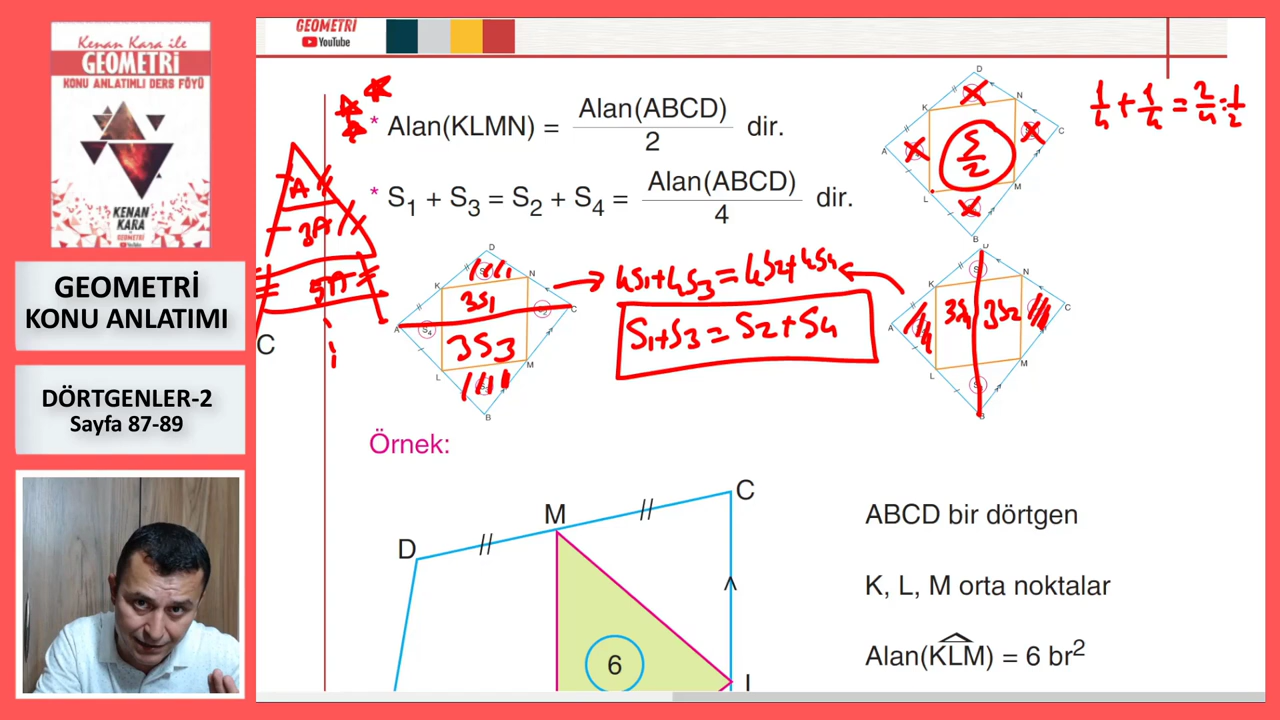 Kenan Kara ile
GEOMETRİ
KONU ANLATIMLI DERS FÖYÜ
KENAN
KARA
GEOMETRİ
YouTube
GEOMETRİ KONU ANLATIMI
DÖRTGENLER-2
Sayfa 87-89
GEOMETRİ
YouTube
* Alan(KLMN) = Alan(ABCD) / 2 dir.
* S1 + S3 = S2 + S4 = Alan(ABCD) / 4 dir.
1/4 + 1/4 = 2/4 : 1/2
D
K N
A C
L M
B
Σ/2
A
3A
5A
C
D
K N
3S1
A S4 S2 C
3S3
L M
B
4S1+4S3 = 4S2+4S4
S1+S3 = S2+S4
D
K N
A 3S4 3S2 C
L M
B
Örnek:
M C
D
6
L
ABCD bir dörtgen
K, L, M orta noktalar
Alan(KLM) = 6 br²